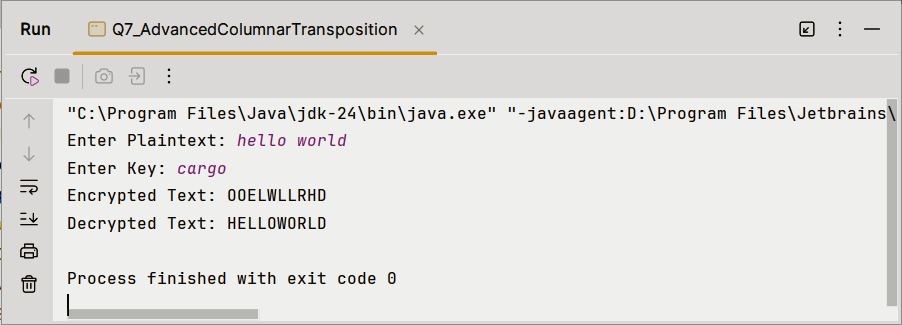 Run Q7_AdvancedColumnarTransposition
"C:\Program Files\Java\jdk-24\bin\java.exe" "-javaagent:D:\Program Files\Jetbrains\
Enter Plaintext: hello world
Enter Key: cargo
Encrypted Text: OOELWLLRHD
Decrypted Text: HELLOWORLD
Process finished with exit code 0